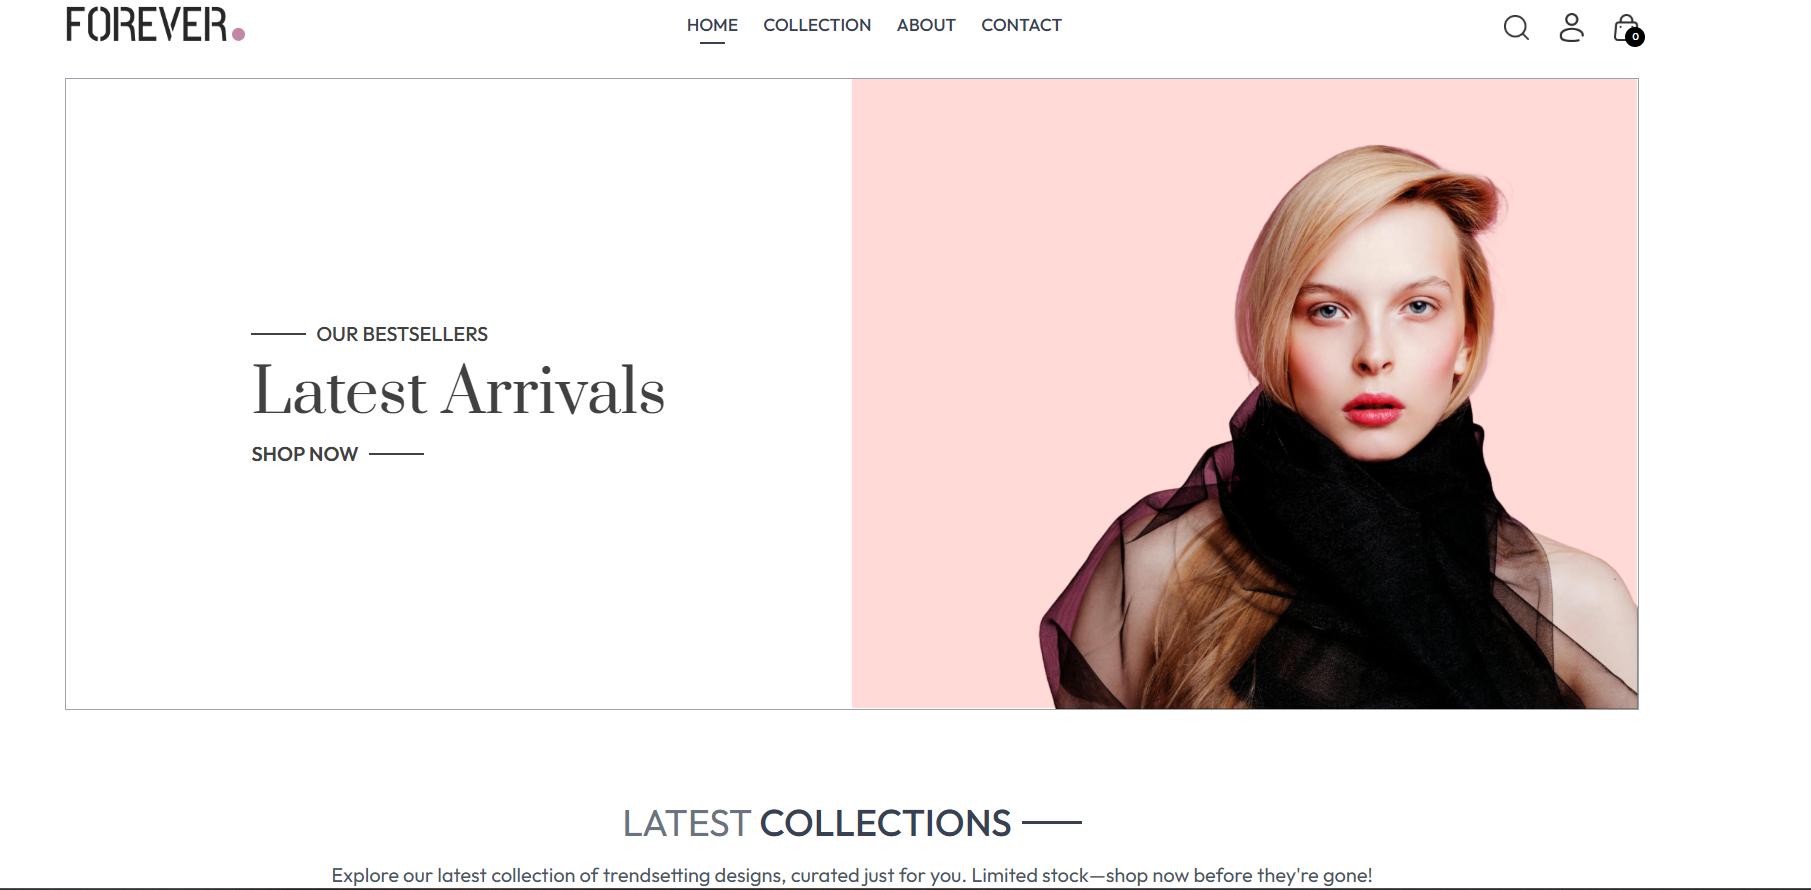 FOREVER.
HOME COLLECTION ABOUT CONTACT
0
OUR BESTSELLERS
Latest Arrivals
SHOP NOW
LATEST COLLECTIONS
Explore our latest collection of trendsetting designs, curated just for you. Limited stock—shop now before they're gone!